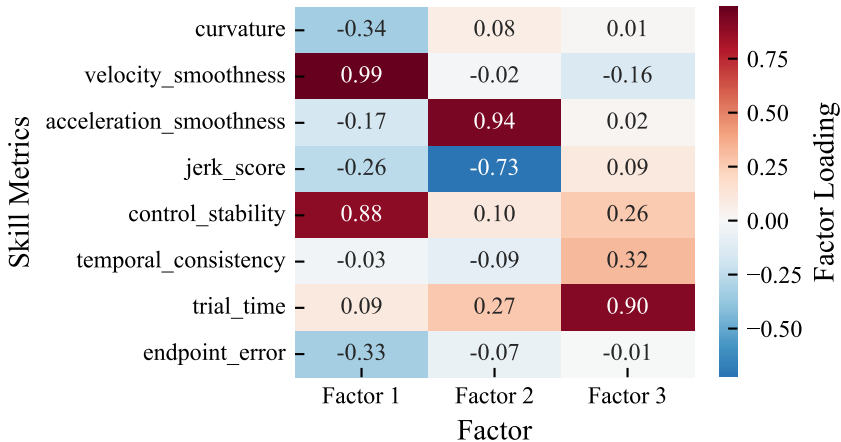 curvature -0.34 0.08 0.01
velocity_smoothness 0.99 -0.02 -0.16
acceleration_smoothness -0.17 0.94 0.02
jerk_score -0.26 -0.73 0.09
control_stability 0.88 0.10 0.26
temporal_consistency -0.03 -0.09 0.32
trial_time 0.09 0.27 0.90
endpoint_error -0.33 -0.07 -0.01
Factor 1 Factor 2 Factor 3
Factor
Skill Metrics
0.75
0.50
0.25
0.00
−0.25
−0.50
Factor Loading